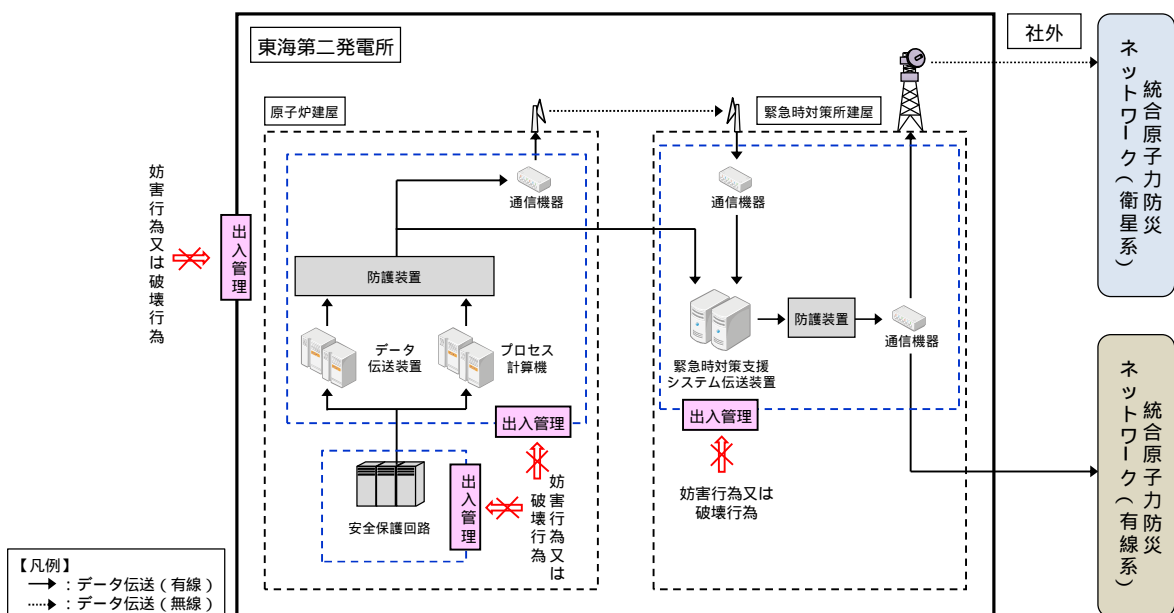 東海第二発電所
社外
原子炉建屋
緊急時対策所建屋
通信機器
通信機器
防護装置
データ
伝送装置
プロセス
計算機
緊急時対策支援
システム伝送装置
防護装置
通信機器
出入管理
出入管理
出入管理
出入管理
安全保護回路
妨害行為又は破壊行為
妨害行為又は
破壊行為
妨害行為又は
破壊行為
統合原子力防災
ネットワーク(衛星系)
統合原子力防災
ネットワーク(有線系)
【凡例】
:データ伝送(有線)
:データ伝送(無線)